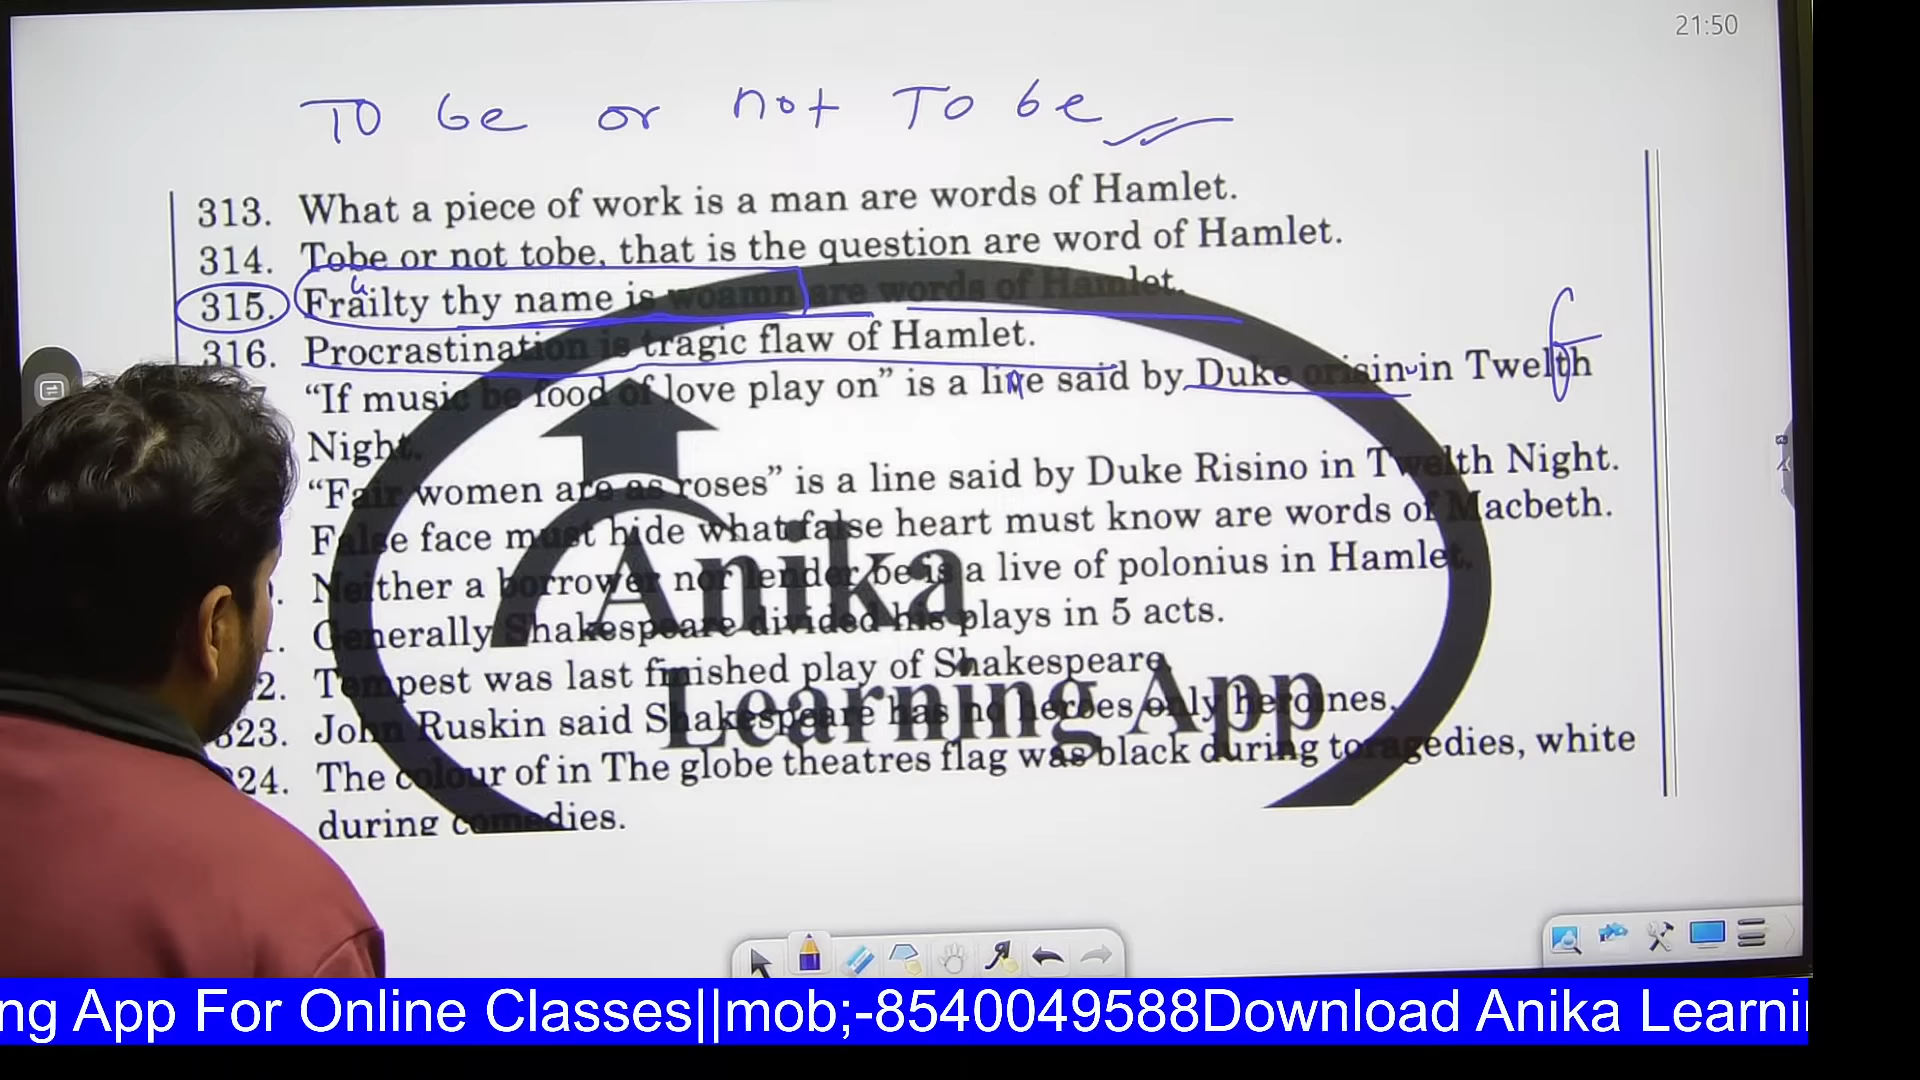 21:50
To be or not To be
313. What a piece of work is a man are words of Hamlet.
314. Tobe or not tobe, that is the question are word of Hamlet.
315. Frailty thy name is woamn are words of Hamlet.
316. Procrastination is tragic flaw of Hamlet.
“If music be food of love play on” is a line said by Duke orisin in Twelth
Night.
“Fair women are as roses” is a line said by Duke Risino in Twelth Night.
False face must hide what false heart must know are words of Macbeth.
Neither a borrower nor lender be is a live of polonius in Hamlet.
Generally Shakespeare divided his plays in 5 acts.
2. Tempest was last finished play of Shakespeare.
323. John Ruskin said Shakespeare has no heroes only heroines.
324. The colour of in The globe theatres flag was black during toragedies, white
during comedies.
Anika
Learning App
ng App For Online Classes||mob;-8540049588Download Anika Learni